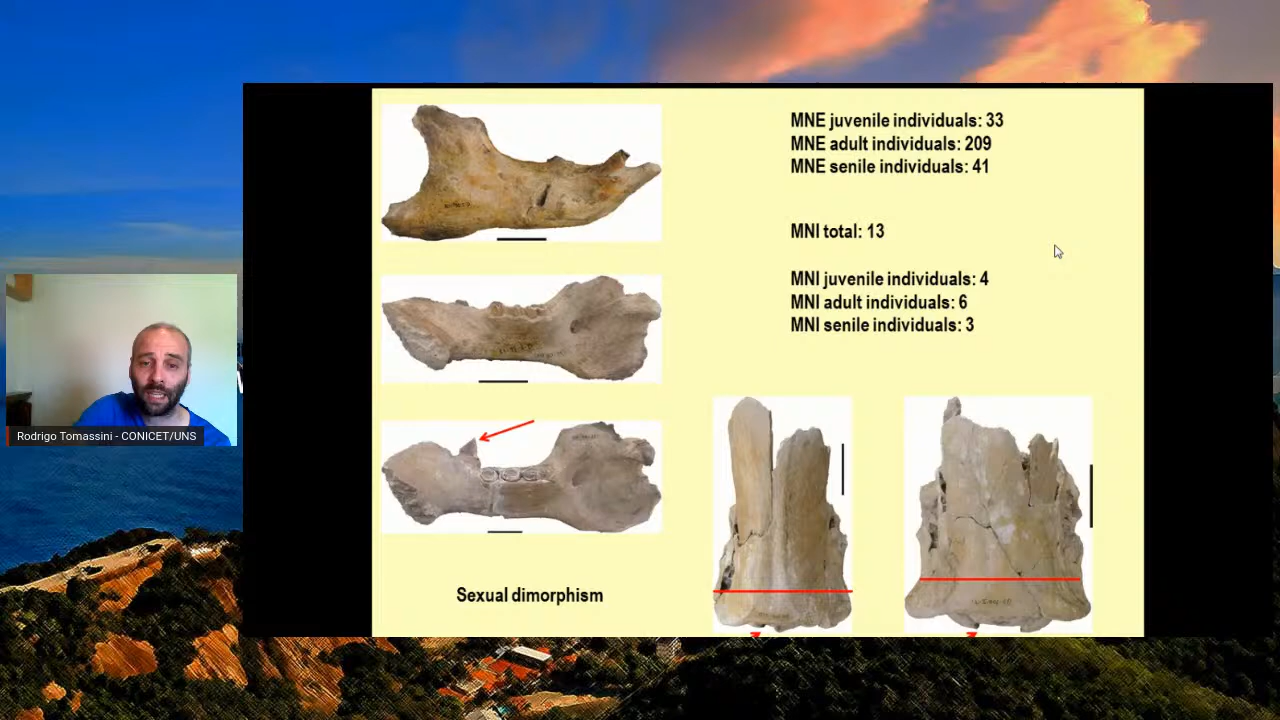 MNE juvenile individuals: 33
MNE adult individuals: 209
MNE senile individuals: 41
MNI total: 13
MNI juvenile individuals: 4
MNI adult individuals: 6
MNI senile individuals: 3
Rodrigo Tomassini - CONICET/UNS
Sexual dimorphism